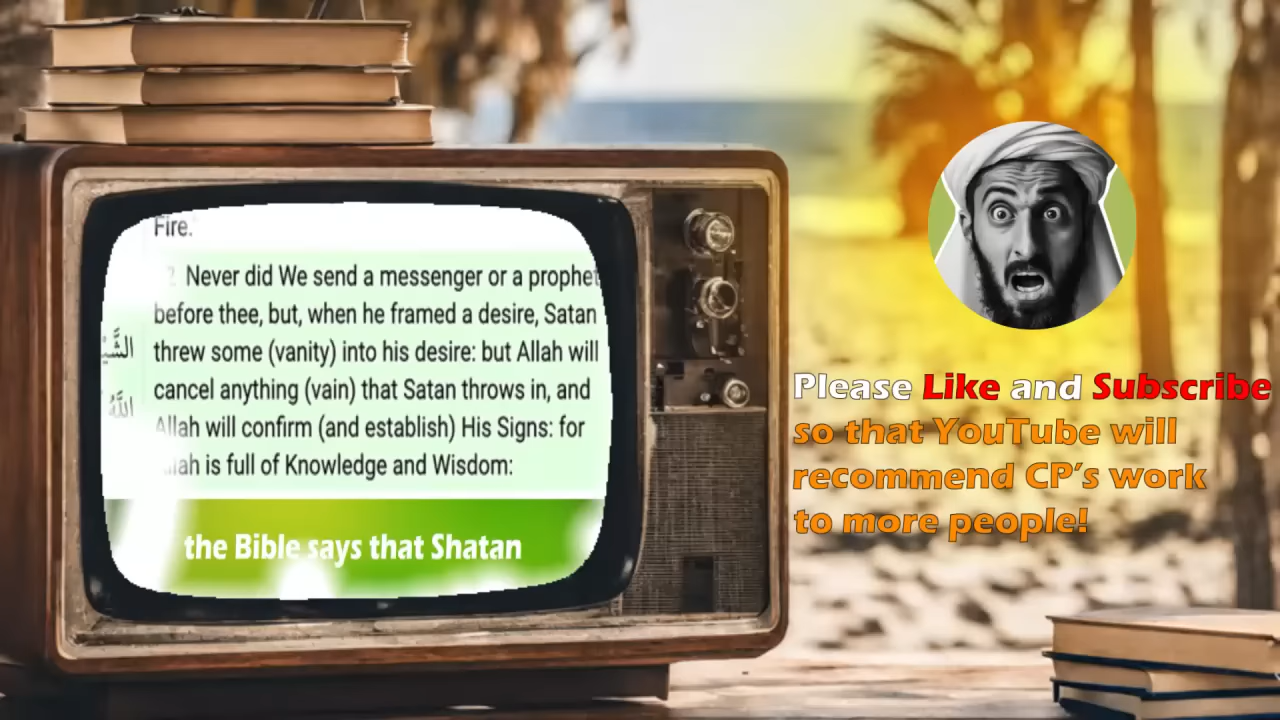 Fire.
Never did We send a messenger or a prophet
before thee, but, when he framed a desire, Satan
threw some (vanity) into his desire: but Allah will
cancel anything (vain) that Satan throws in, and
Allah will confirm (and establish) His Signs: for
Allah is full of Knowledge and Wisdom:
the Bible says that Shatan
Please Like and Subscribe
so that YouTube will
recommend CP's work
to more people!